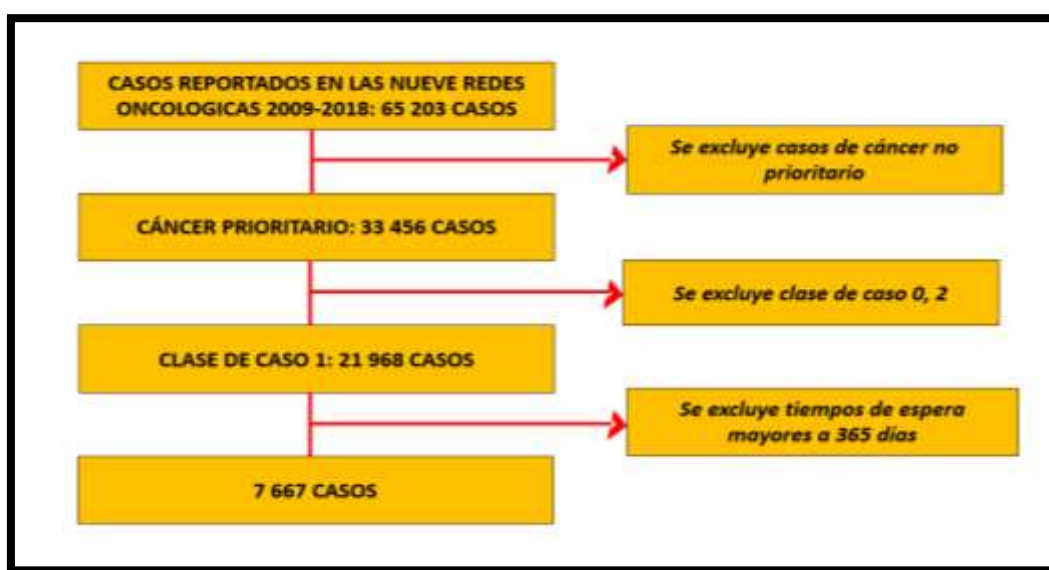 CASOS REPORTADOS EN LAS NUEVE REDES
ONCOLOGICAS 2009-2018: 65 203 CASOS
Se excluye casos de cáncer no
prioritario
CÁNCER PRIORITARIO: 33 456 CASOS
Se excluye clase de caso 0, 2
CLASE DE CASO 1: 21 968 CASOS
Se excluye tiempos de espera
mayores a 365 días
7 667 CASOS